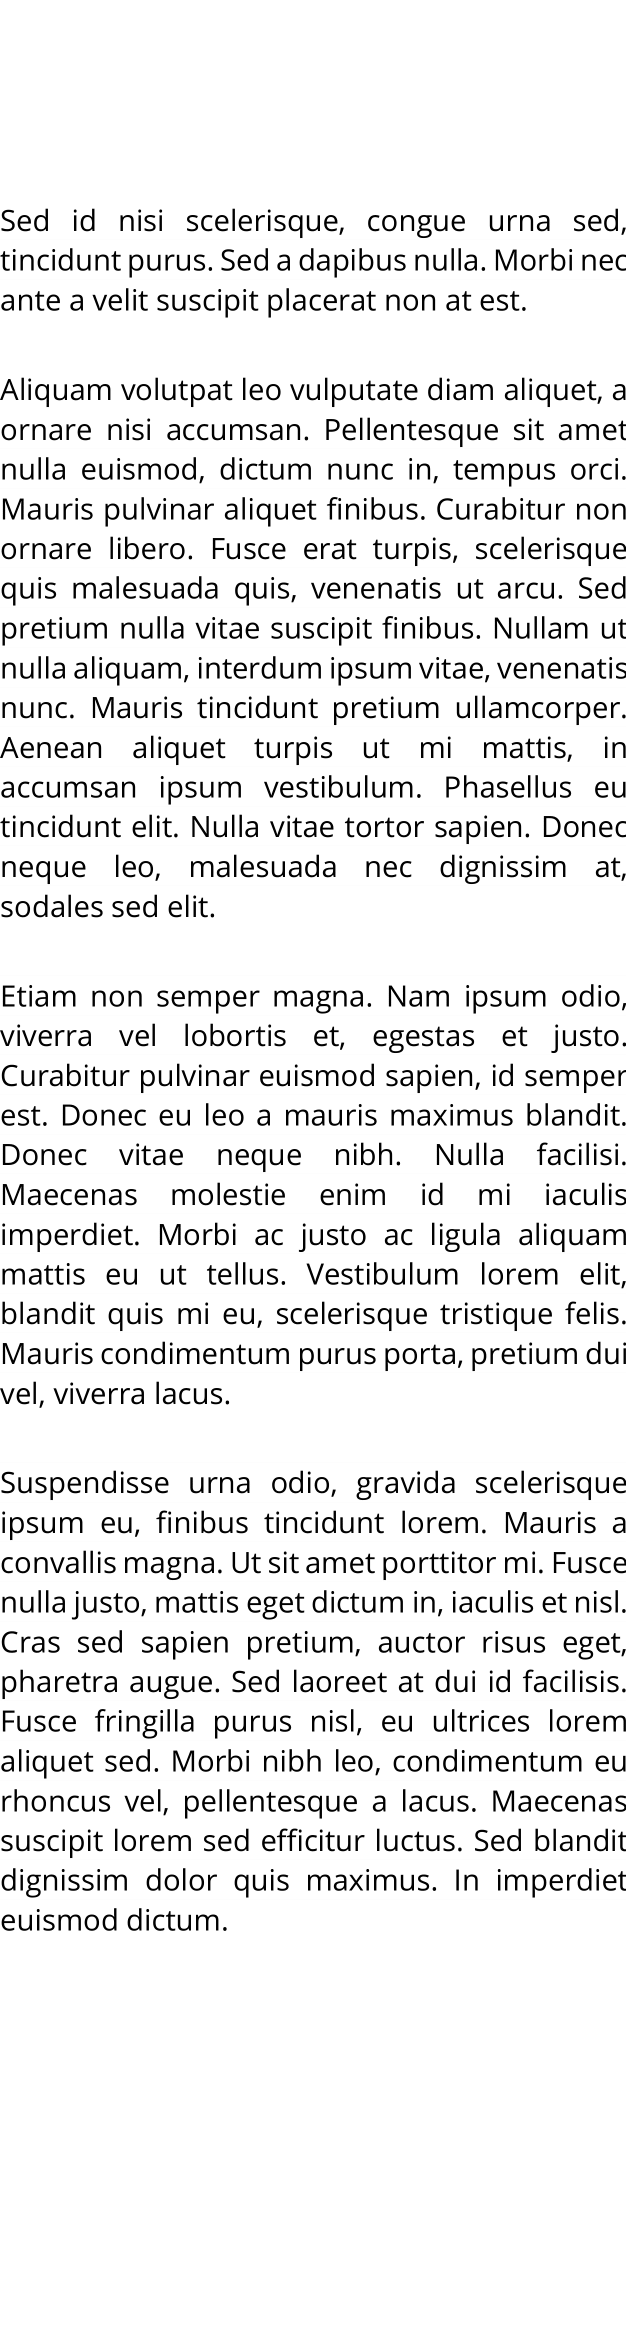 Sed id nisi scelerisque, congue urna sed,
tincidunt purus. Sed a dapibus nulla. Morbi nec
ante a velit suscipit placerat non at est.
Aliquam volutpat leo vulputate diam aliquet, a
ornare nisi accumsan. Pellentesque sit amet
nulla euismod, dictum nunc in, tempus orci.
Mauris pulvinar aliquet finibus. Curabitur non
ornare libero. Fusce erat turpis, scelerisque
quis malesuada quis, venenatis ut arcu. Sed
pretium nulla vitae suscipit finibus. Nullam ut
nulla aliquam, interdum ipsum vitae, venenatis
nunc. Mauris tincidunt pretium ullamcorper.
Aenean aliquet turpis ut mi mattis, in
accumsan ipsum vestibulum. Phasellus eu
tincidunt elit. Nulla vitae tortor sapien. Donec
neque leo, malesuada nec dignissim at,
sodales sed elit.
Etiam non semper magna. Nam ipsum odio,
viverra vel lobortis et, egestas et justo.
Curabitur pulvinar euismod sapien, id semper
est. Donec eu leo a mauris maximus blandit.
Donec vitae neque nibh. Nulla facilisi.
Maecenas molestie enim id mi iaculis
imperdiet. Morbi ac justo ac ligula aliquam
mattis eu ut tellus. Vestibulum lorem elit,
blandit quis mi eu, scelerisque tristique felis.
Mauris condimentum purus porta, pretium dui
vel, viverra lacus.
Suspendisse urna odio, gravida scelerisque
ipsum eu, finibus tincidunt lorem. Mauris a
convallis magna. Ut sit amet porttitor mi. Fusce
nulla justo, mattis eget dictum in, iaculis et nisl.
Cras sed sapien pretium, auctor risus eget,
pharetra augue. Sed laoreet at dui id facilisis.
Fusce fringilla purus nisl, eu ultrices lorem
aliquet sed. Morbi nibh leo, condimentum eu
rhoncus vel, pellentesque a lacus. Maecenas
suscipit lorem sed efficitur luctus. Sed blandit
dignissim dolor quis maximus. In imperdiet
euismod dictum.